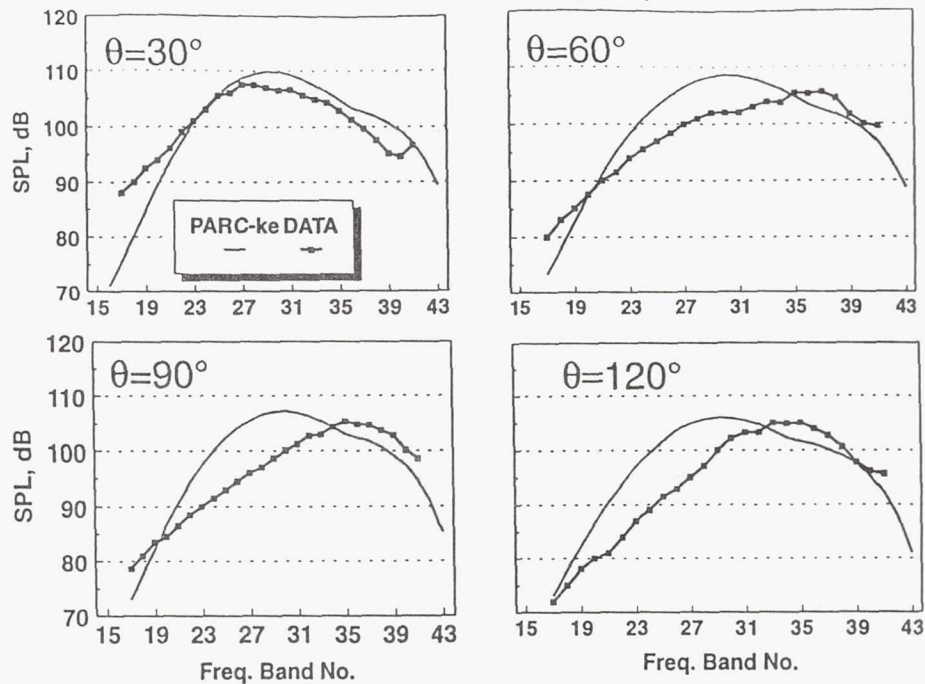 120
110
100
90
80
70
SPL, dB
θ=30°
PARC-ke DATA
15 19 23 27 31 35 39 43
θ=60°
15 19 23 27 31 35 39 43
120
110
100
90
80
70
SPL, dB
θ=90°
15 19 23 27 31 35 39 43
Freq. Band No.
θ=120°
15 19 23 27 31 35 39 43
Freq. Band No.